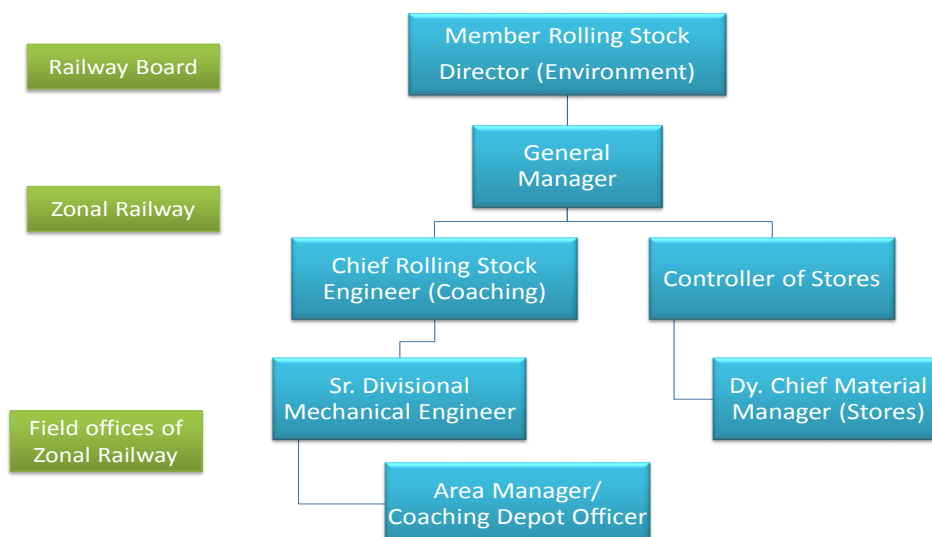 Member Rolling Stock
Director (Environment)
Railway Board
General
Manager
Zonal Railway
Chief Rolling Stock
Engineer (Coaching)
Controller of Stores
Sr. Divisional
Mechanical Engineer
Dy. Chief Material
Manager (Stores)
Field offices of
Zonal Railway
Area Manager/
Coaching Depot Officer